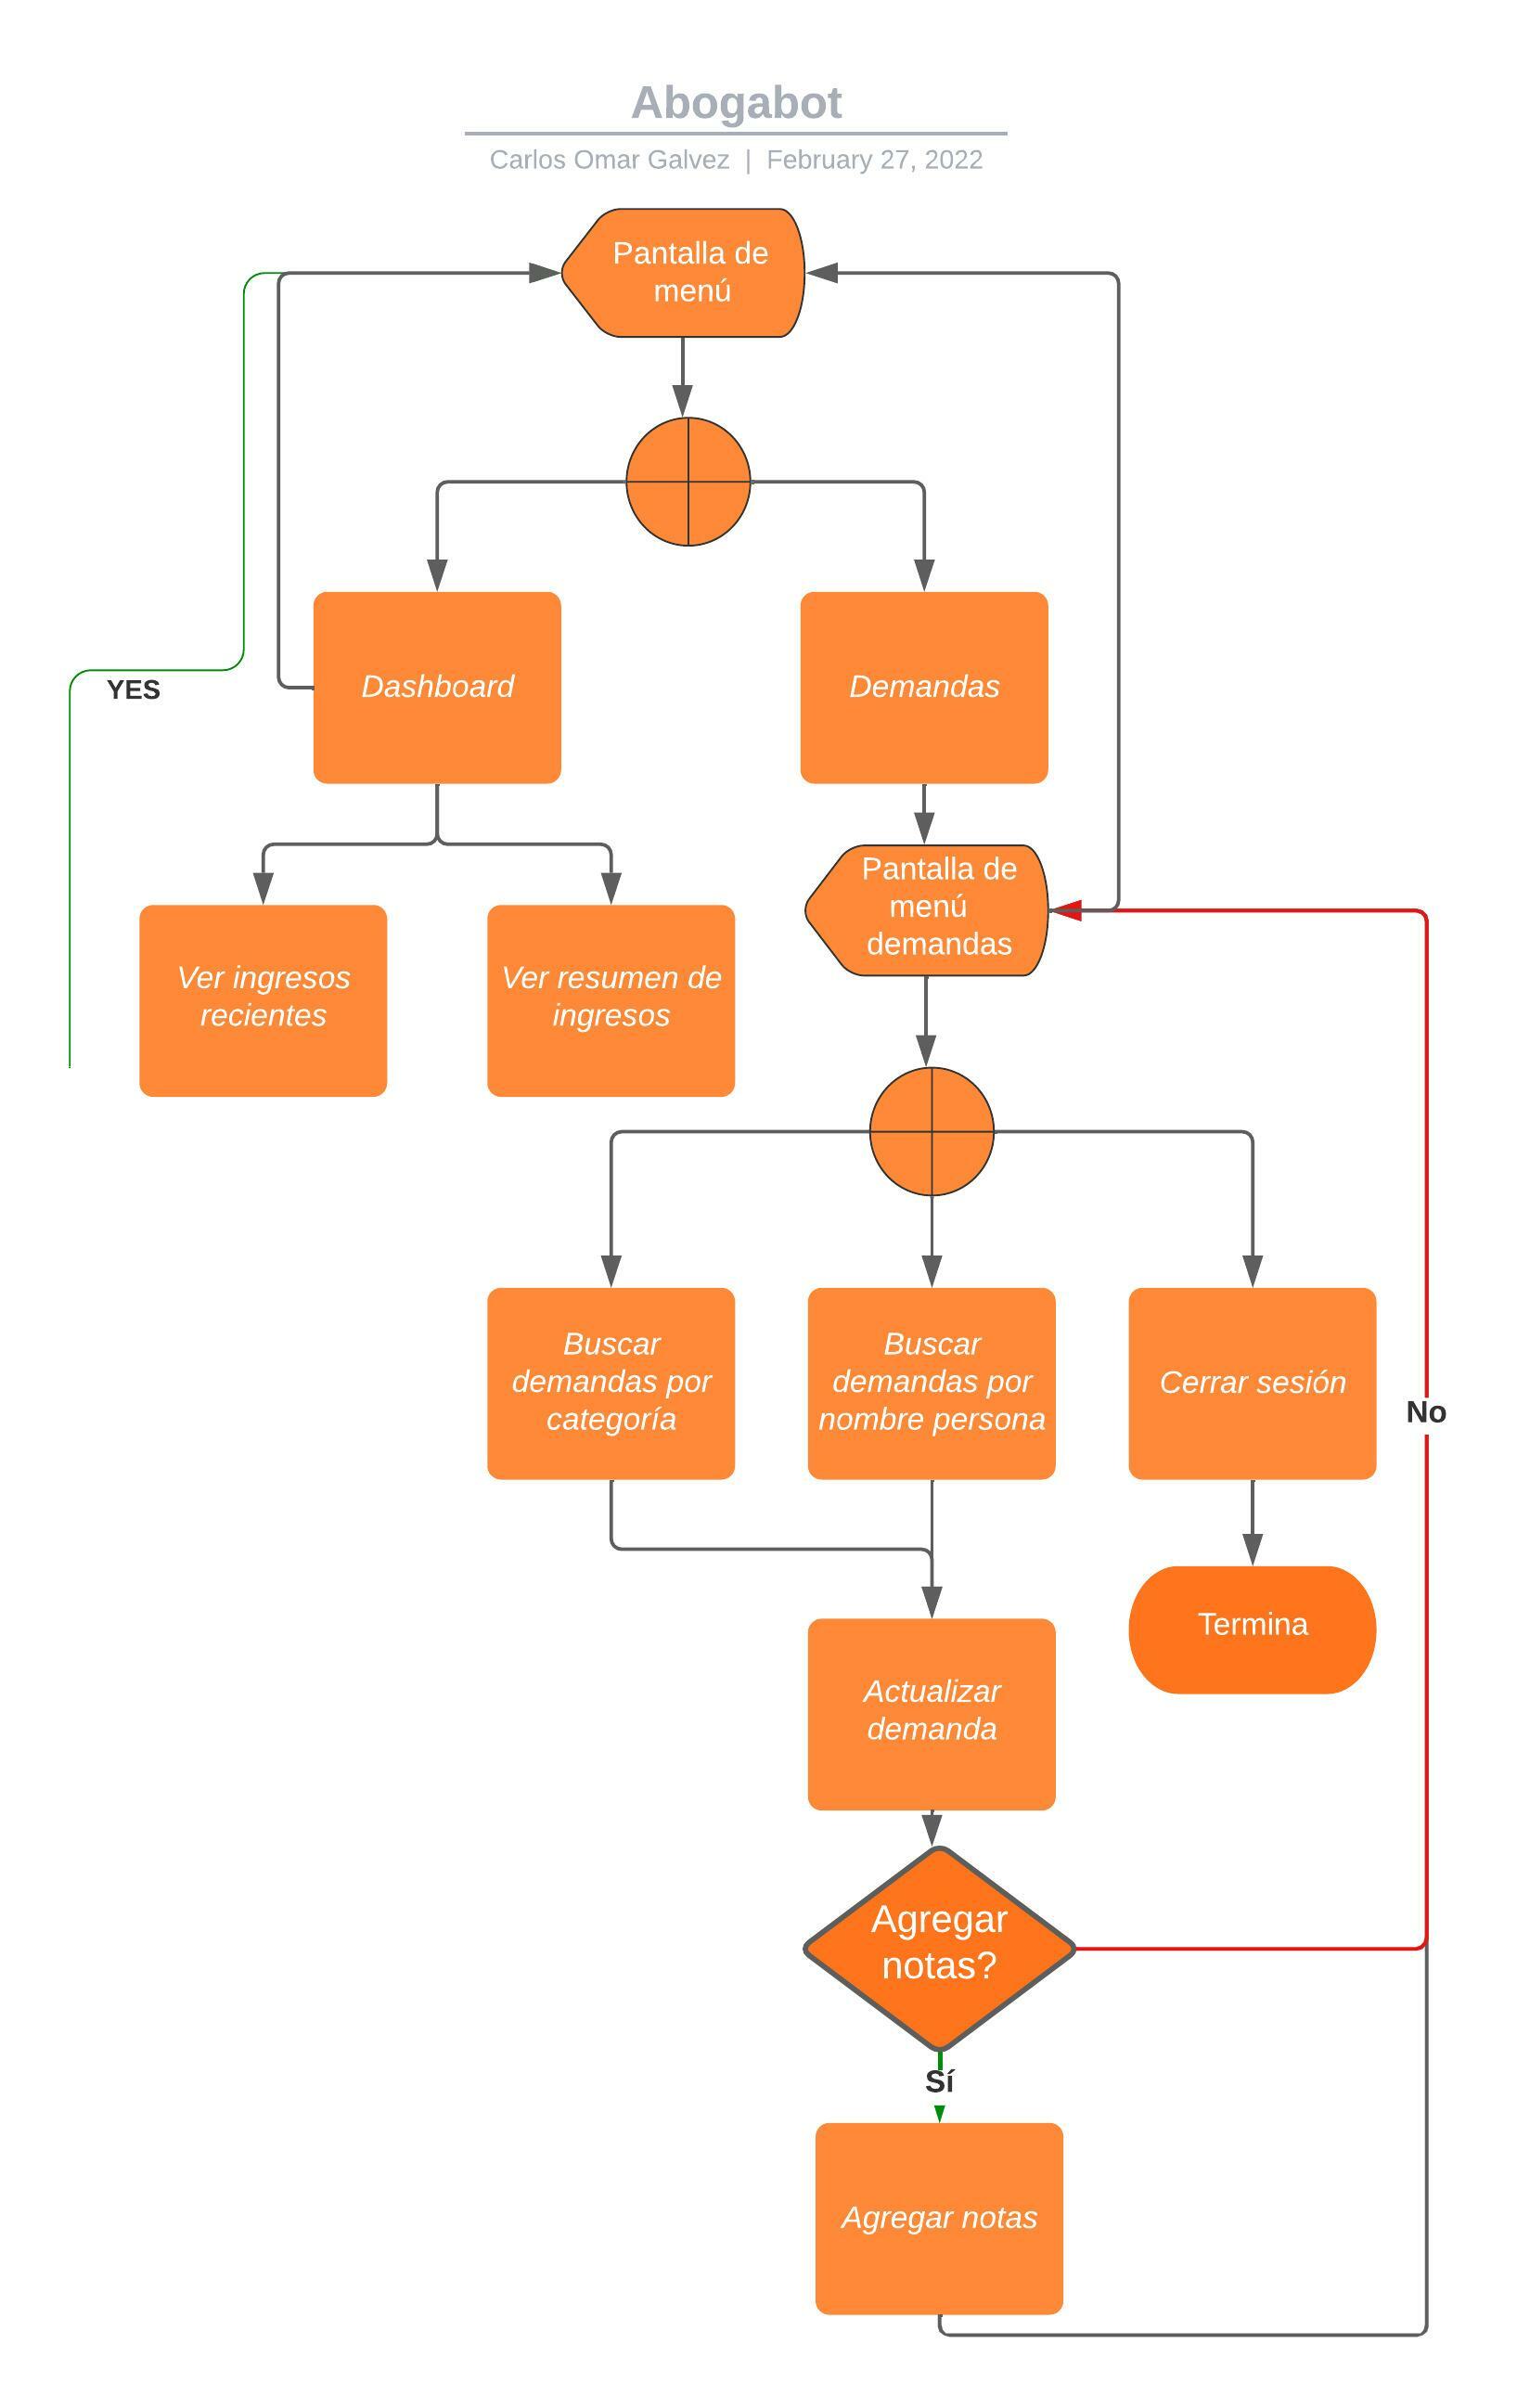 Abogabot
Carlos Omar Galvez | February 27, 2022
Pantalla de
menú
YES
Dashboard
Demandas
Pantalla de
menú
demandas
Ver ingresos
recientes
Ver resumen de
ingresos
Buscar
demandas por
categoría
Buscar
demandas por
nombre persona
Cerrar sesión
No
Termina
Actualizar
demanda
Agregar
notas?
Sí
Agregar notas